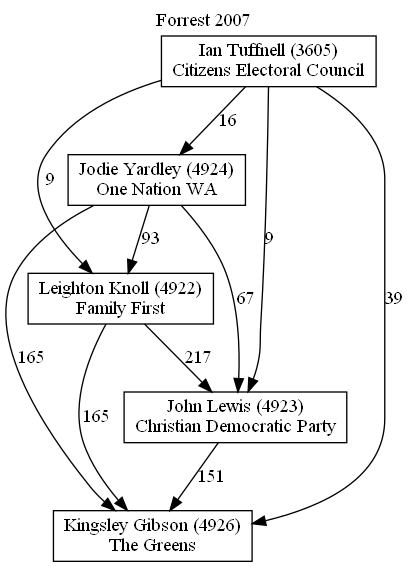 Forrest 2007
Ian Tuffnell (3605)
Citizens Electoral Council
16
Jodie Yardley (4924)
One Nation WA
9
93
9
Leighton Knoll (4922)
Family First
67
39
165
217
165
John Lewis (4923)
Christian Democratic Party
151
Kingsley Gibson (4926)
The Greens